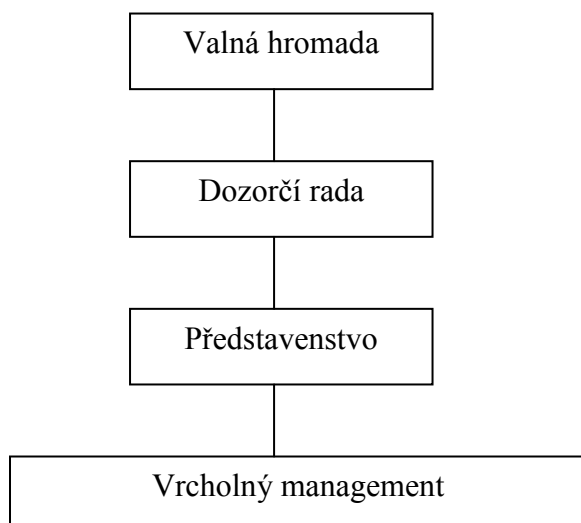 Valná hromada
Dozorčí rada
Představenstvo
Vrcholný management